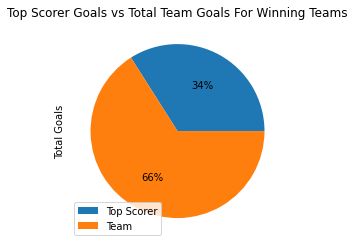 Top Scorer Goals vs Total Team Goals For Winning Teams
34%
Total Goals
66%
Top Scorer
Team